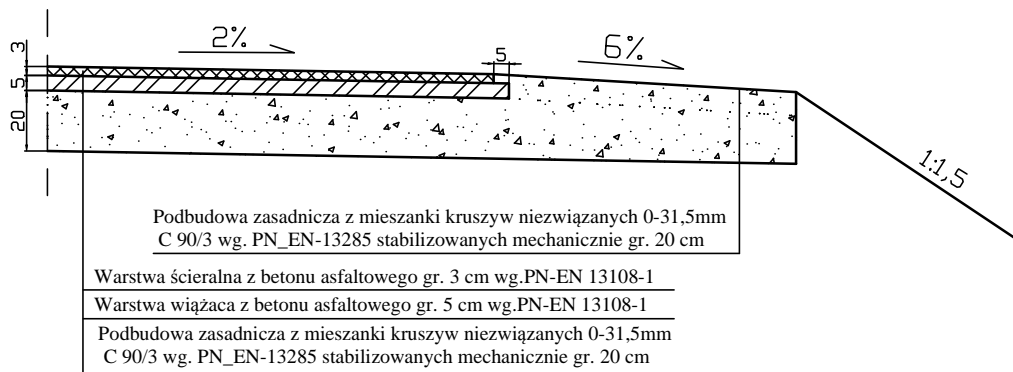 2%
6%
5
3
5
20
1:1,5
Podbudowa zasadnicza z mieszanki kruszyw niezwiązanych 0-31,5mm
C 90/3 wg. PN_EN-13285 stabilizowanych mechanicznie gr. 20 cm
Warstwa ścieralna z betonu asfaltowego gr. 3 cm wg.PN-EN 13108-1
Warstwa wiążaca z betonu asfaltowego gr. 5 cm wg.PN-EN 13108-1
Podbudowa zasadnicza z mieszanki kruszyw niezwiązanych 0-31,5mm
C 90/3 wg. PN_EN-13285 stabilizowanych mechanicznie gr. 20 cm